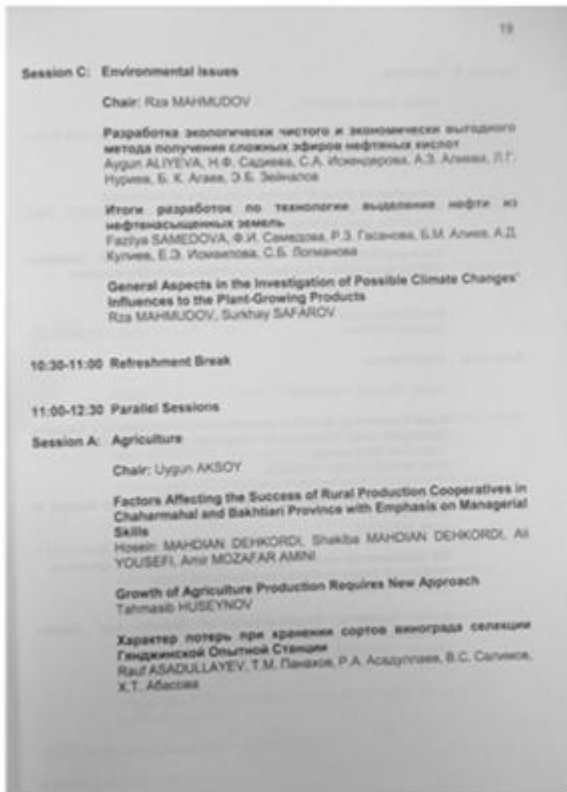 19
Session C: Environmental issues
Chair: Rza MAHMUDOV
Разработка экологически чистого и экономически выгодного
метода получения сложных эфиров нефтяных кислот
Aygun ALIYEVA, Н.Ф. Садиева, С.А. Искендерова, А.З. Алиева, Л.Г.
Нуриев, Б. К. Агаев, Э.Б. Зейналов
Итоги разработок по технологии выделения нефти из
нефтенасыщенных земель
Fazilya SAMEDOVA, Ф.И. Самедова, Р.З. Гасанова, Б.М. Алиев, А.Д.
Кулиев, Е.Э. Исмаилова, С.Б. Логманова
General Aspects in the Investigation of Possible Climate Changes'
Influences to the Plant-Growing Products
Rza MAHMUDOV, Surkhay SAFAROV
10:30-11:00 Refreshment Break
11:00-12:30 Parallel Sessions
Session A: Agriculture
Chair: Uygun AKSOY
Factors Affecting the Success of Rural Production Cooperatives in
Chaharmahal and Bakhtiari Province with Emphasis on Managerial
Skills
Hosein MAHDIAN DEHKORDI, Shakiba MAHDIAN DEHKORDI, Ali
YOUSEFI, Amir MOZAFAR AMINI
Growth of Agriculture Production Requires New Approach
Tahmasib HUSEYNOV
Характер потерь при хранении сортов винограда селекции
Гянджинской Опытной Станции
Rauf ASADULLAYEV, Т.М. Панахов, Р.А. Асадуллаев, В.С. Салимов,
Х.Т. Абасова